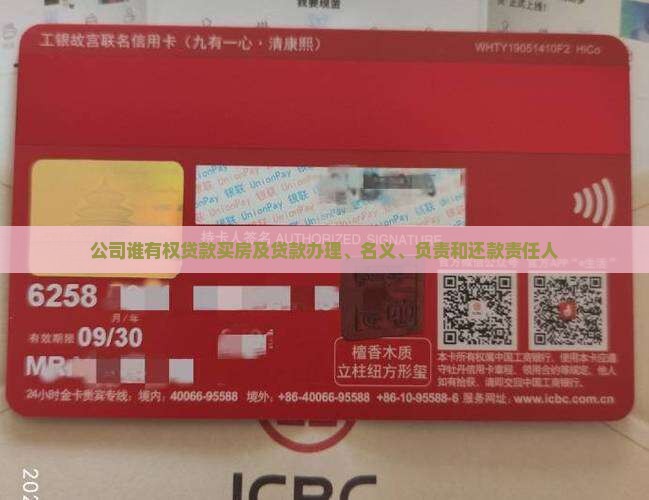 工银故宫联名信用卡（九有一心·清康熙）
WHTY19051410F2 HiCo
银联 UnionPay 银联 UnionPay
持卡人签名 AUTHORIZED SIGNATURE
公司谁有权贷款买房及贷款办理、名义、负责和还款责任人
6258
月/年
有效期限 09/30
MR
檀香木质
立柱纽方形玺
本卡所有权属中国工商银行，使用本卡应遵
守牡丹信用卡章程、领用合约等规定。他人
如有拾获，请即交回中国工商银行。
24小时金卡贵宾专线：境内：40066-95588 境外：+86-40066-95588 +86-10-95588-6 服务网址：www.icbc.com.cn
ICBC